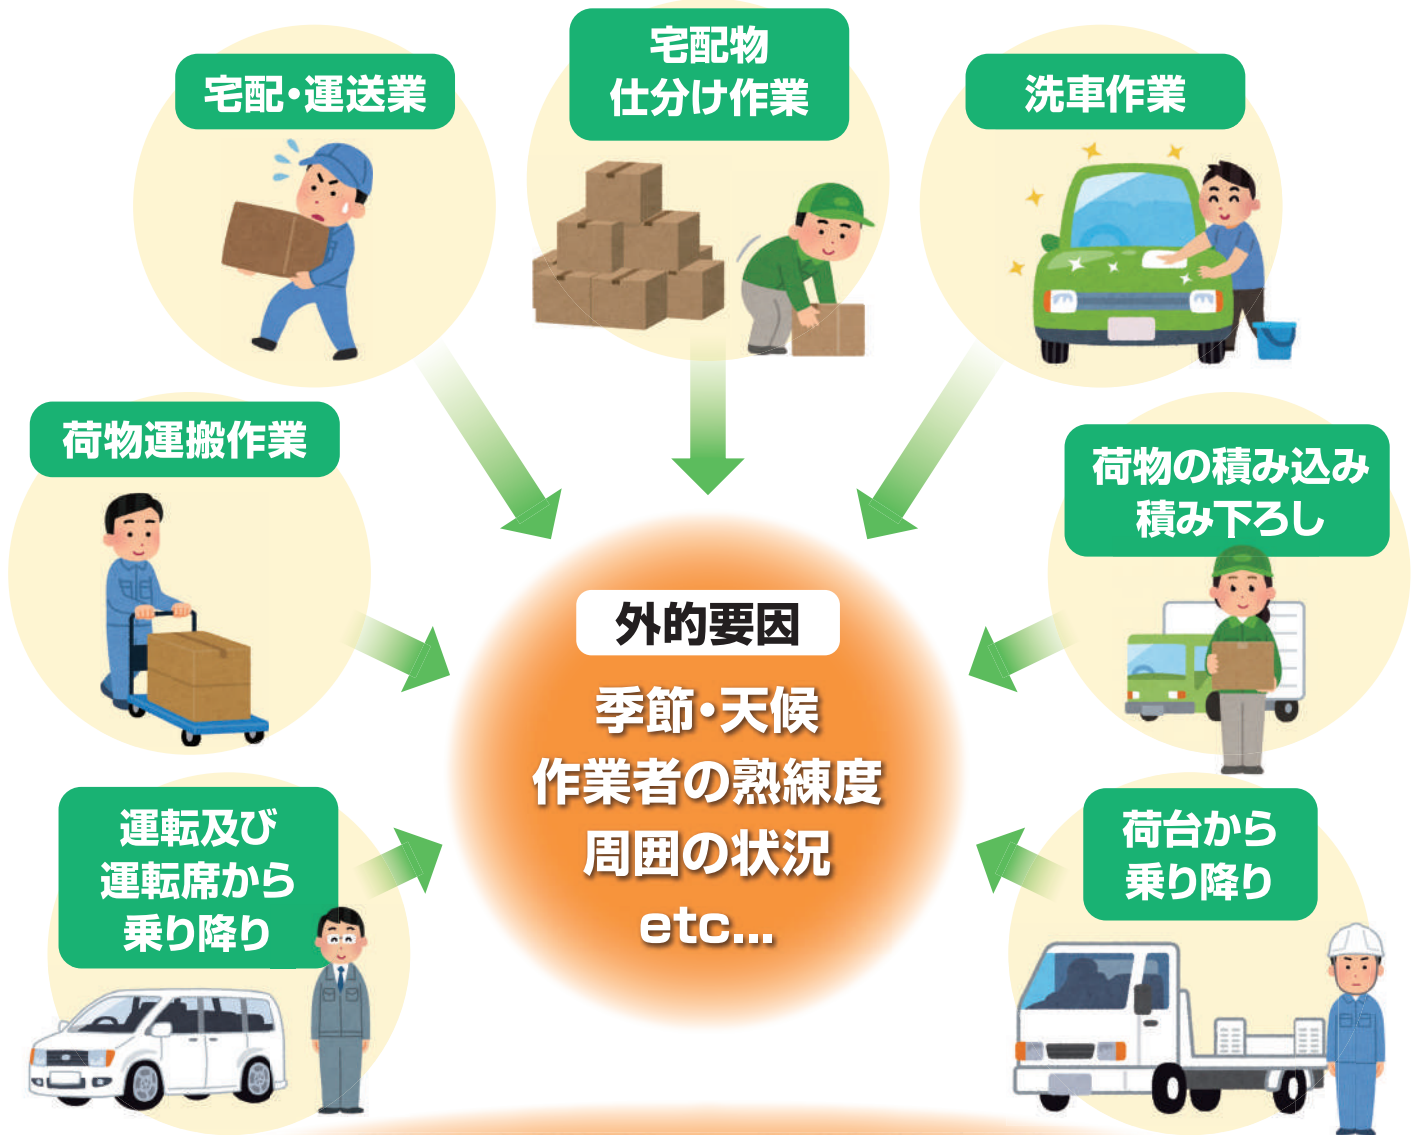 宅配・運送業
宅配物
仕分け作業
洗車作業
荷物運搬作業
荷物の積み込み
積み下ろし
運転及び
運転席から
乗り降り
荷台から
乗り降り
外的要因
季節・天候
作業者の熟練度
周囲の状況
etc...